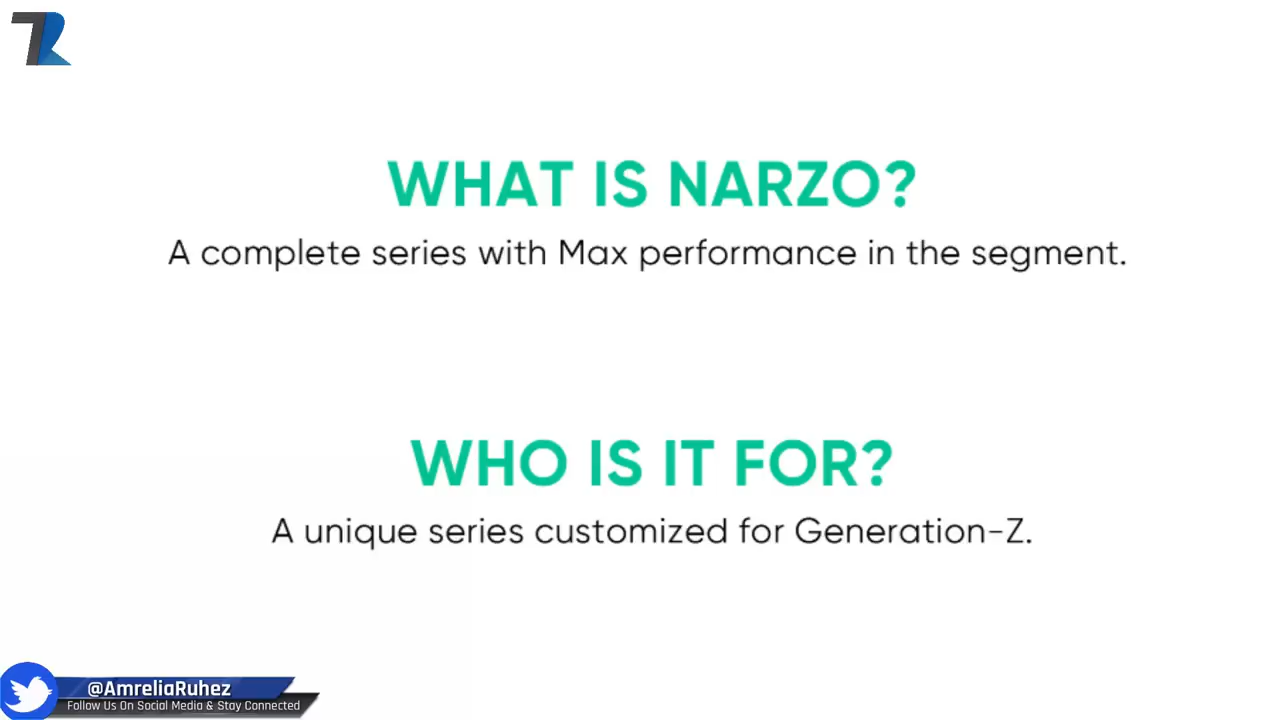 WHAT IS NARZO?
A complete series with Max performance in the segment.
WHO IS IT FOR?
A unique series customized for Generation-Z.
@AmreliaRuhez
Follow Us On Social Media & Stay Connected